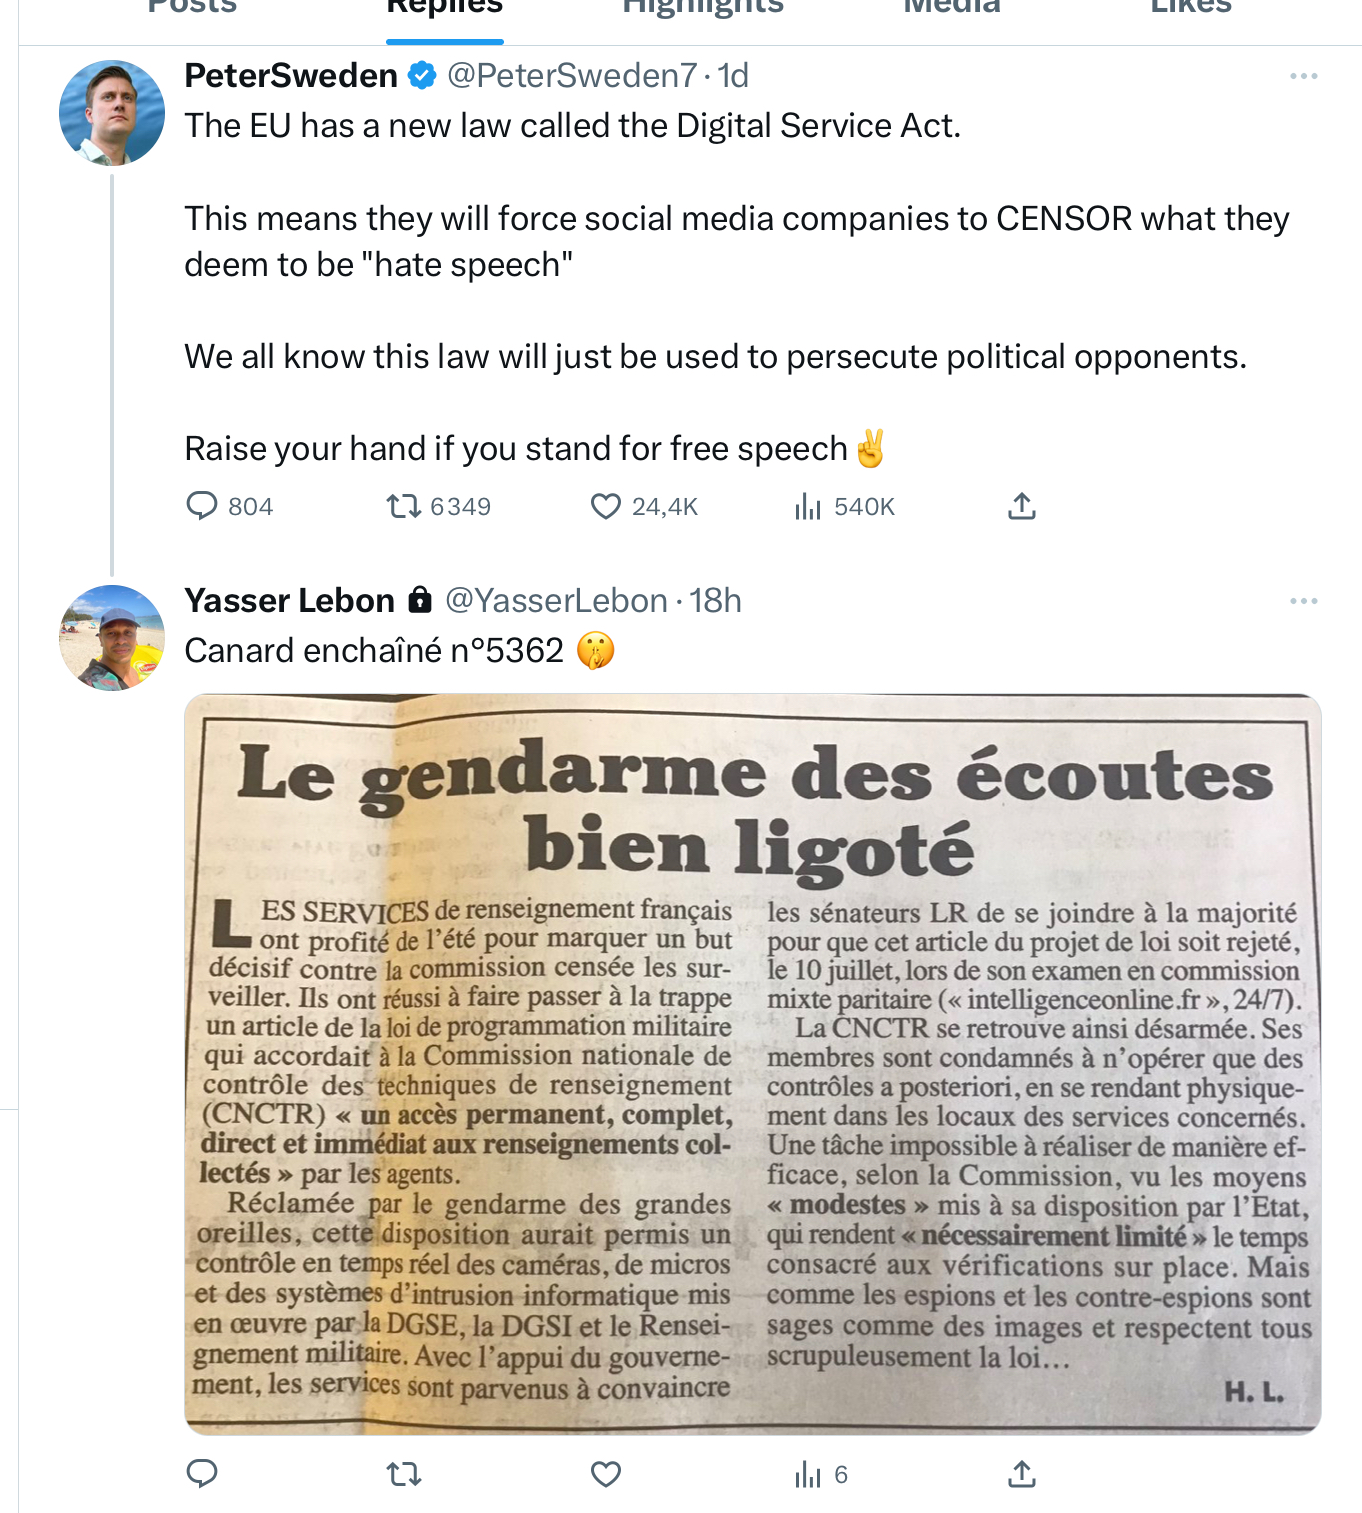 Posts Replies Highlights Media Likes
PeterSweden @PeterSweden7 · 1d
The EU has a new law called the Digital Service Act.
This means they will force social media companies to CENSOR what they
deem to be "hate speech"
We all know this law will just be used to persecute political opponents.
Raise your hand if you stand for free speech✌️
804 6349 24,4K 540K
Yasser Lebon @YasserLebon · 18h
Canard enchaîné n°5362 🤫
Le gendarme des écoutes
bien ligoté
LES SERVICES de renseignement français
ont profité de l'été pour marquer un but
décisif contre la commission censée les sur-
veiller. Ils ont réussi à faire passer à la trappe
un article de la loi de programmation militaire
qui accordait à la Commission nationale de
contrôle des techniques de renseignement
(CNCTR) « un accès permanent, complet,
direct et immédiat aux renseignements col-
lectés » par les agents.
Réclamée par le gendarme des grandes
oreilles, cette disposition aurait permis un
contrôle en temps réel des caméras, de micros
et des systèmes d'intrusion informatique mis
en œuvre par la DGSE, la DGSI et le Rensei-
gnement militaire. Avec l'appui du gouverne-
ment, les services sont parvenus à convaincre
les sénateurs LR de se joindre à la majorité
pour que cet article du projet de loi soit rejeté,
le 10 juillet, lors de son examen en commission
mixte paritaire (« intelligenceonline.fr », 24/7).
La CNCTR se retrouve ainsi désarmée. Ses
membres sont condamnés à n'opérer que des
contrôles a posteriori, en se rendant physique-
ment dans les locaux des services concernés.
Une tâche impossible à réaliser de manière ef-
ficace, selon la Commission, vu les moyens
« modestes » mis à sa disposition par l'Etat,
qui rendent « nécessairement limité » le temps
consacré aux vérifications sur place. Mais
comme les espions et les contre-espions sont
sages comme des images et respectent tous
scrupuleusement la loi…
H. L.
6